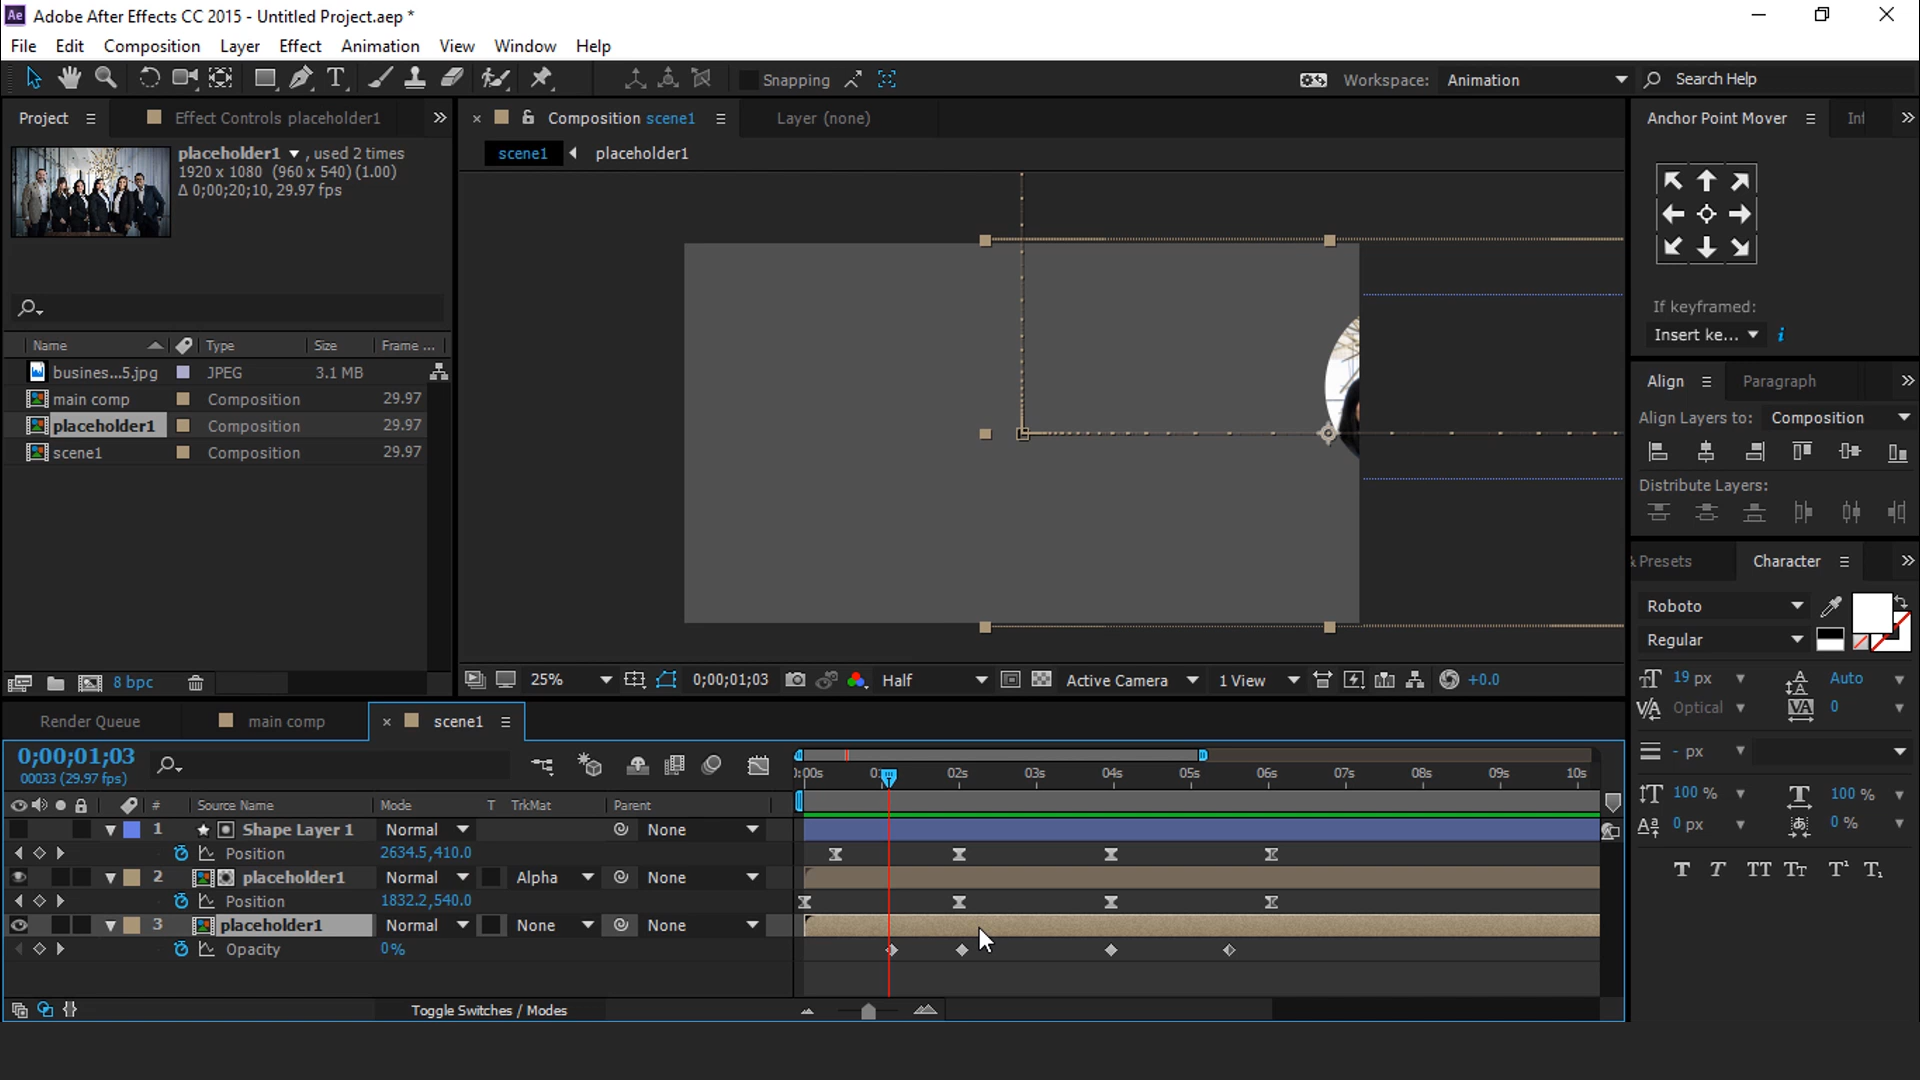 Ae Adobe After Effects CC 2015 - Untitled Project.aep *
File Edit Composition Layer Effect Animation View Window Help
Snapping
Workspace: Animation
Search Help
Project
Effect Controls placeholder1
placeholder1 , used 2 times
1920 x 1080 (960 x 540) (1.00)
Δ 0;00;20;10, 29.97 fps
Name Type Size Frame ...
busines...5.jpg JPEG 3.1 MB
main comp Composition 29.97
placeholder1 Composition 29.97
scene1 Composition 29.97
8 bpc
Composition scene1
Layer (none)
scene1 placeholder1
25% 0;00;01;03 Half Active Camera 1 View +0.0
Anchor Point Mover Inf
If keyframed:
Insert ke...
Align Paragraph
Align Layers to: Composition
Distribute Layers:
& Presets Character
Roboto
Regular
19 px Auto
Optical 0
- px
100 % 100 %
0 px 0 %
T T TT Tт T¹ T₁
Render Queue main comp scene1
0;00;01;03
00033 (29.97 fps)
# Source Name Mode T TrkMat Parent
1 Shape Layer 1 Normal None
Position 2634.5,410.0
2 placeholder1 Normal Alpha None
Position 1832.2,540.0
3 placeholder1 Normal None None
Opacity 0%
Toggle Switches / Modes
):00s 02s 03s 04s 05s 06s 07s 08s 09s 10s